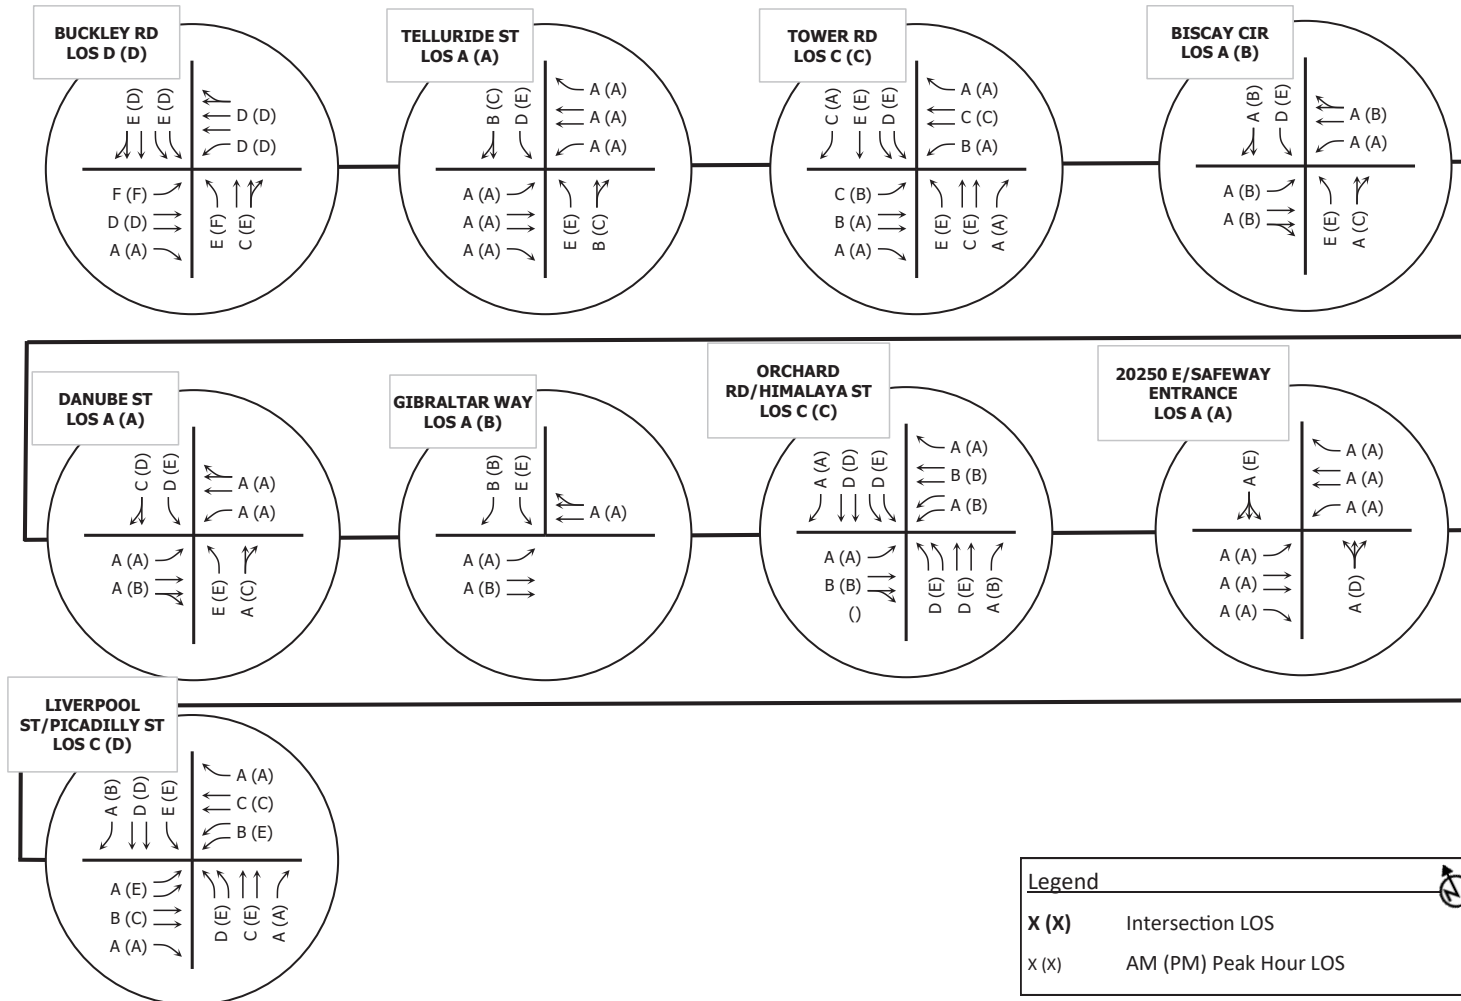 BUCKLEY RD
LOS D (D)
E (D)
E (D)
D (D)
D (D)
F (F)
D (D)
A (A)
E (F)
C (E)
TELLURIDE ST
LOS A (A)
B (C)
D (E)
A (A)
A (A)
A (A)
A (A)
A (A)
A (A)
E (E)
B (C)
TOWER RD
LOS C (C)
C (A)
E (E)
D (E)
A (A)
C (C)
B (A)
C (B)
B (A)
A (A)
E (E)
C (E)
A (A)
BISCAY CIR
LOS A (B)
A (B)
D (E)
A (B)
A (A)
A (B)
A (B)
E (E)
A (C)
DANUBE ST
LOS A (A)
C (D)
D (E)
A (A)
A (A)
A (A)
A (B)
E (E)
A (C)
GIBRALTAR WAY
LOS A (B)
B (B)
E (E)
A (A)
A (A)
A (B)
ORCHARD
RD/HIMALAYA ST
LOS C (C)
A (A)
D (D)
D (E)
A (A)
B (B)
A (B)
A (A)
B (B)
()
D (E)
D (E)
A (B)
20250 E/SAFEWAY
ENTRANCE
LOS A (A)
A (E)
A (A)
A (A)
A (A)
A (A)
A (A)
A (A)
A (D)
LIVERPOOL
ST/PICADILLY ST
LOS C (D)
A (B)
D (D)
E (E)
A (A)
C (C)
B (E)
A (E)
B (C)
A (A)
D (E)
C (E)
A (A)
Legend
N
X (X) Intersection LOS
X (X) AM (PM) Peak Hour LOS